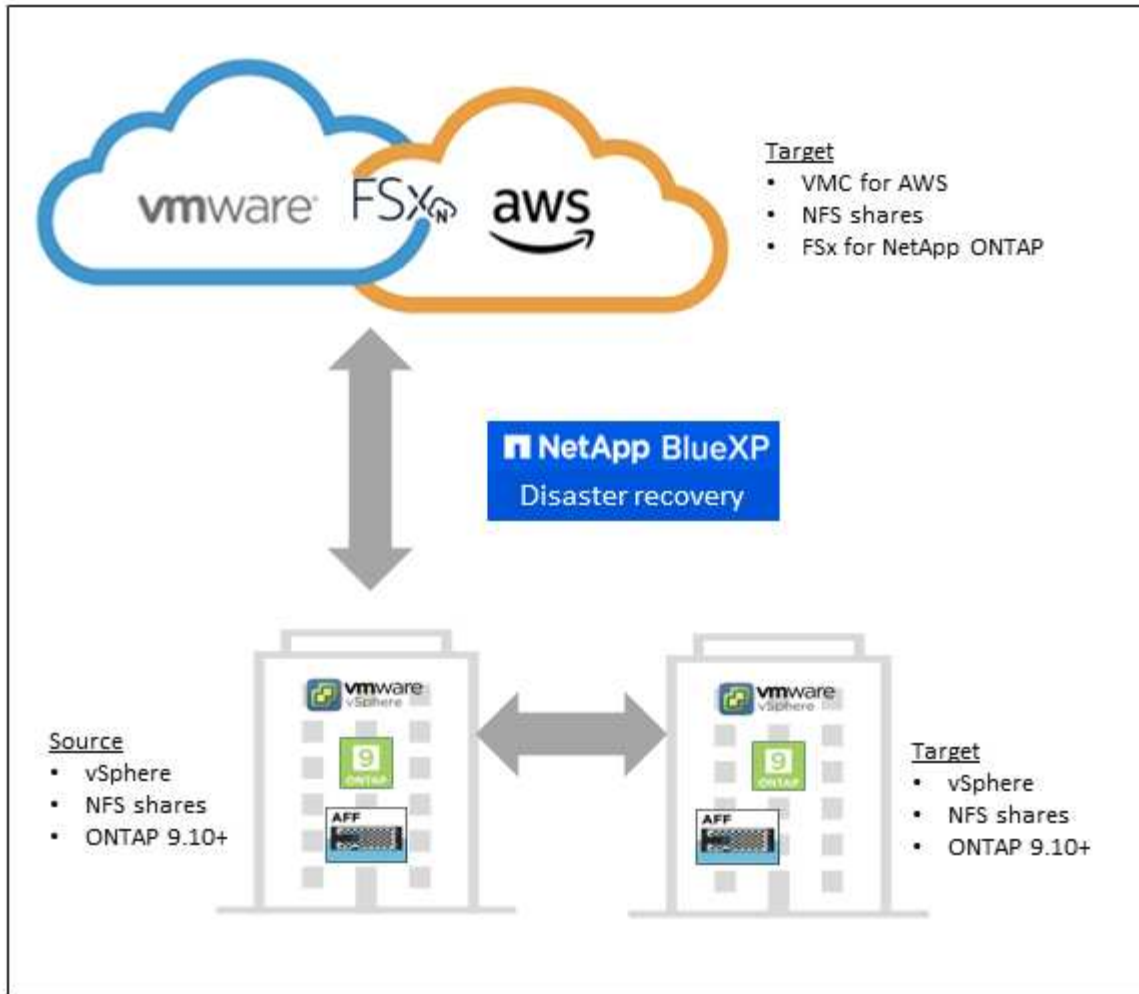 vmware
FSxN
aws
Target
• VMC for AWS
• NFS shares
• FSx for NetApp ONTAP
NetApp BlueXP
Disaster recovery
vmware
vSphere
9
ONTAP
AFF
Source
• vSphere
• NFS shares
• ONTAP 9.10+
vmware
vSphere
9
ONTAP
AFF
Target
• vSphere
• NFS shares
• ONTAP 9.10+